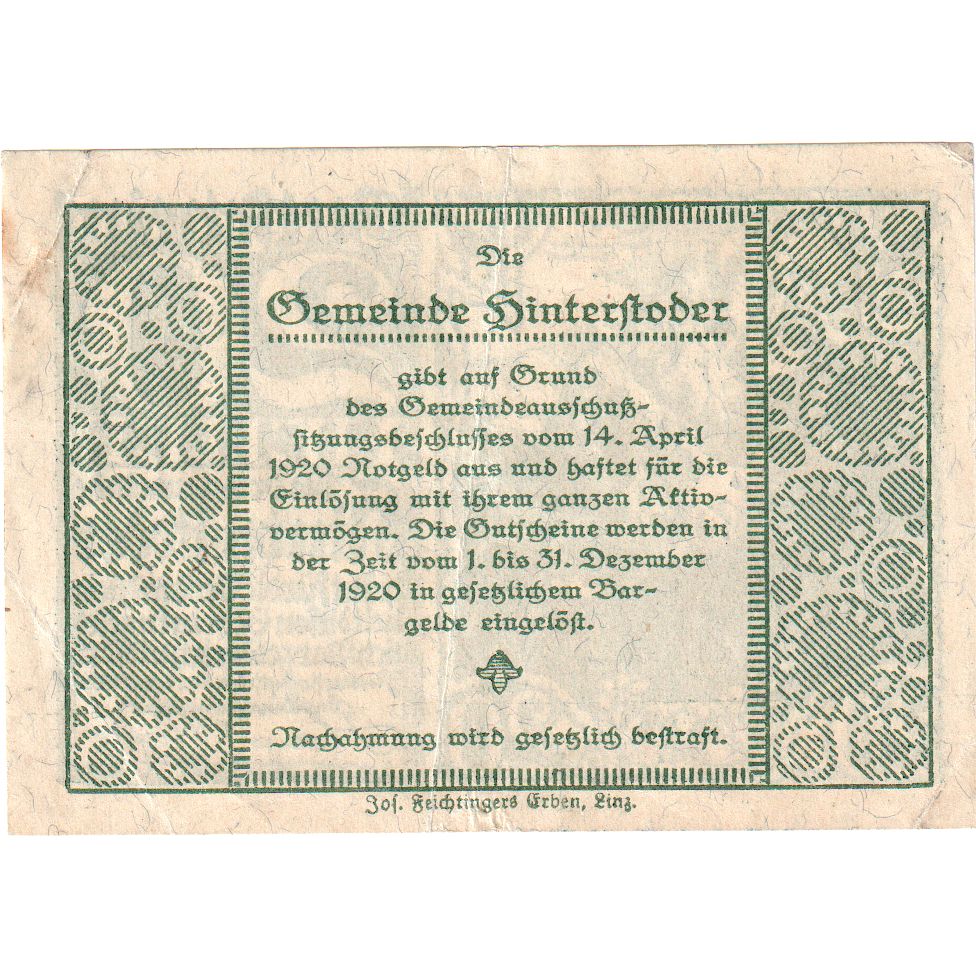 Die
Gemeinde Hinterstoder
gibt auf Grund
des Gemeindeausschuß-
sitzungsbeschlusses vom 14. April
1920 Notgeld aus und haftet für die
Einlösung mit ihrem ganzen Aktiv-
vermögen. Die Gutscheine werden in
der Zeit vom 1. bis 31. Dezember
1920 in gesetzlichem Bar-
gelde eingelöst.
Nachahmung wird gesetzlich bestraft.
Jos. Feichtingers Erben, Linz.